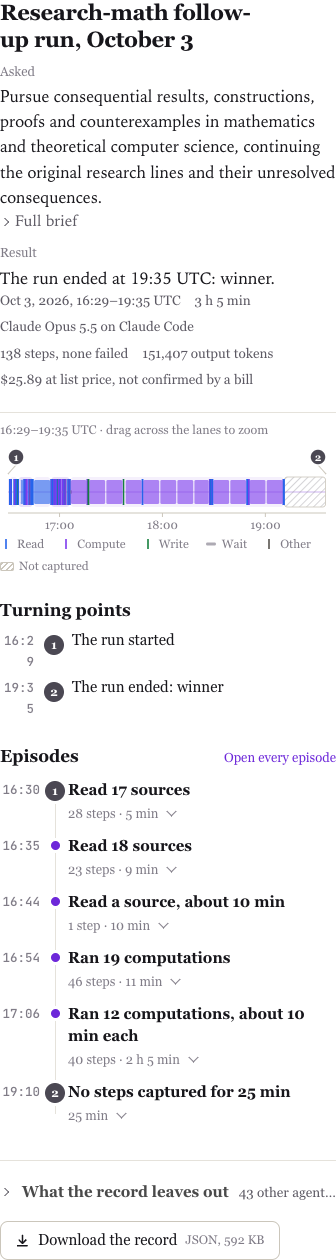 Research-math follow-
up run, October 3
Asked
Pursue consequential results, constructions,
proofs and counterexamples in mathematics
and theoretical computer science, continuing
the original research lines and their unresolved
consequences.
Full brief
Result
The run ended at 19:35 UTC: winner.
Oct 3, 2026, 16:29–19:35 UTC 3 h 5 min
Claude Opus 5.5 on Claude Code
138 steps, none failed 151,407 output tokens
$25.89 at list price, not confirmed by a bill
16:29–19:35 UTC · drag across the lanes to zoom
1 2
17:00 18:00 19:00
Read Compute Write Wait Other
Not captured
Turning points
16:2
9
1 The run started
19:3
5
2 The run ended: winner
Episodes Open every episode
16:30 1 Read 17 sources
28 steps · 5 min
16:35 Read 18 sources
23 steps · 9 min
16:44 Read a source, about 10 min
1 step · 10 min
16:54 Ran 19 computations
46 steps · 11 min
17:06 Ran 12 computations, about 10
min each
40 steps · 2 h 5 min
19:10 2 No steps captured for 25 min
25 min
What the record leaves out 43 other agent...
Download the record JSON, 592 KB